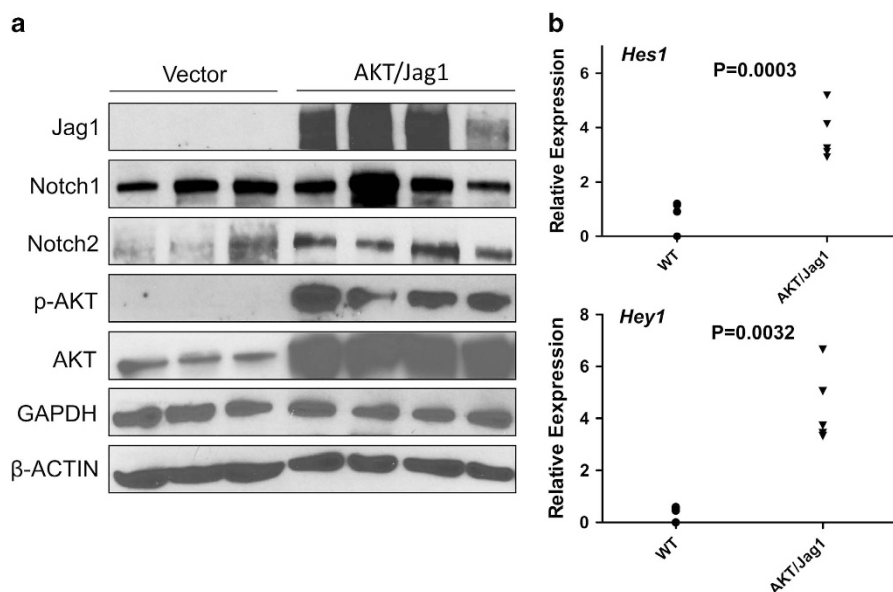 a
Vector
AKT/Jag1
Jag1
Notch1
Notch2
p-AKT
AKT
GAPDH
β-ACTIN
b
Hes1
P=0.0003
Relative Eexpression
6
4
2
0
WT
AKT/Jag1
Hey1
P=0.0032
Relative Eexpression
8
6
4
2
0
WT
AKT/Jag1